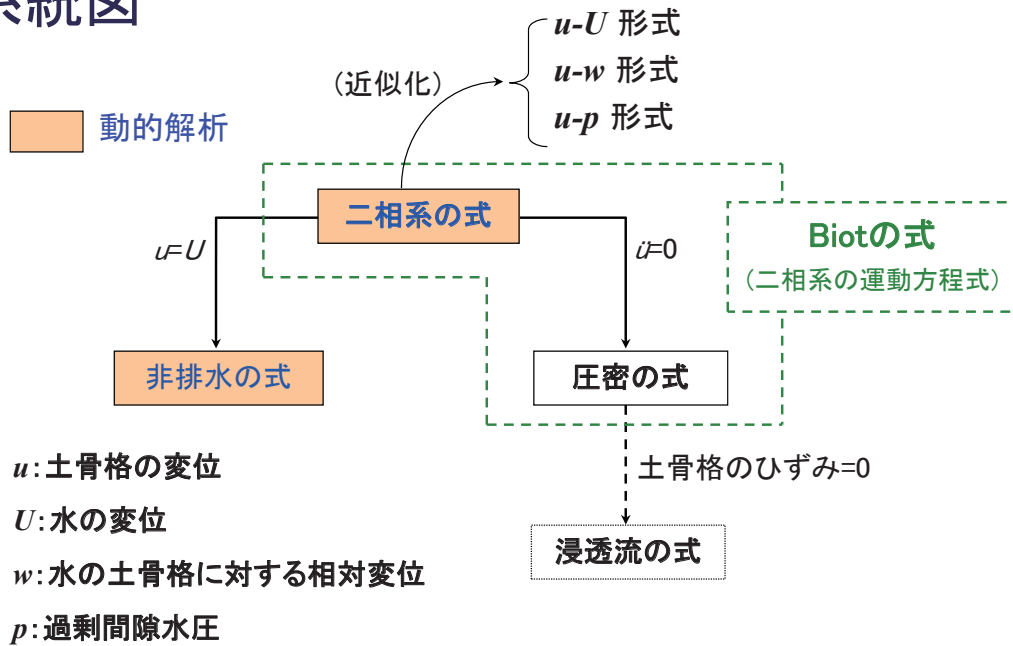 系統図
u-U 形式
u-w 形式
u-p 形式
(近似化)
動的解析
二相系の式
Biotの式
(二相系の運動方程式)
u=U
ü=0
非排水の式
圧密の式
u:土骨格の変位
土骨格のひずみ=0
U:水の変位
浸透流の式
w:水の土骨格に対する相対変位
p:過剰間隙水圧